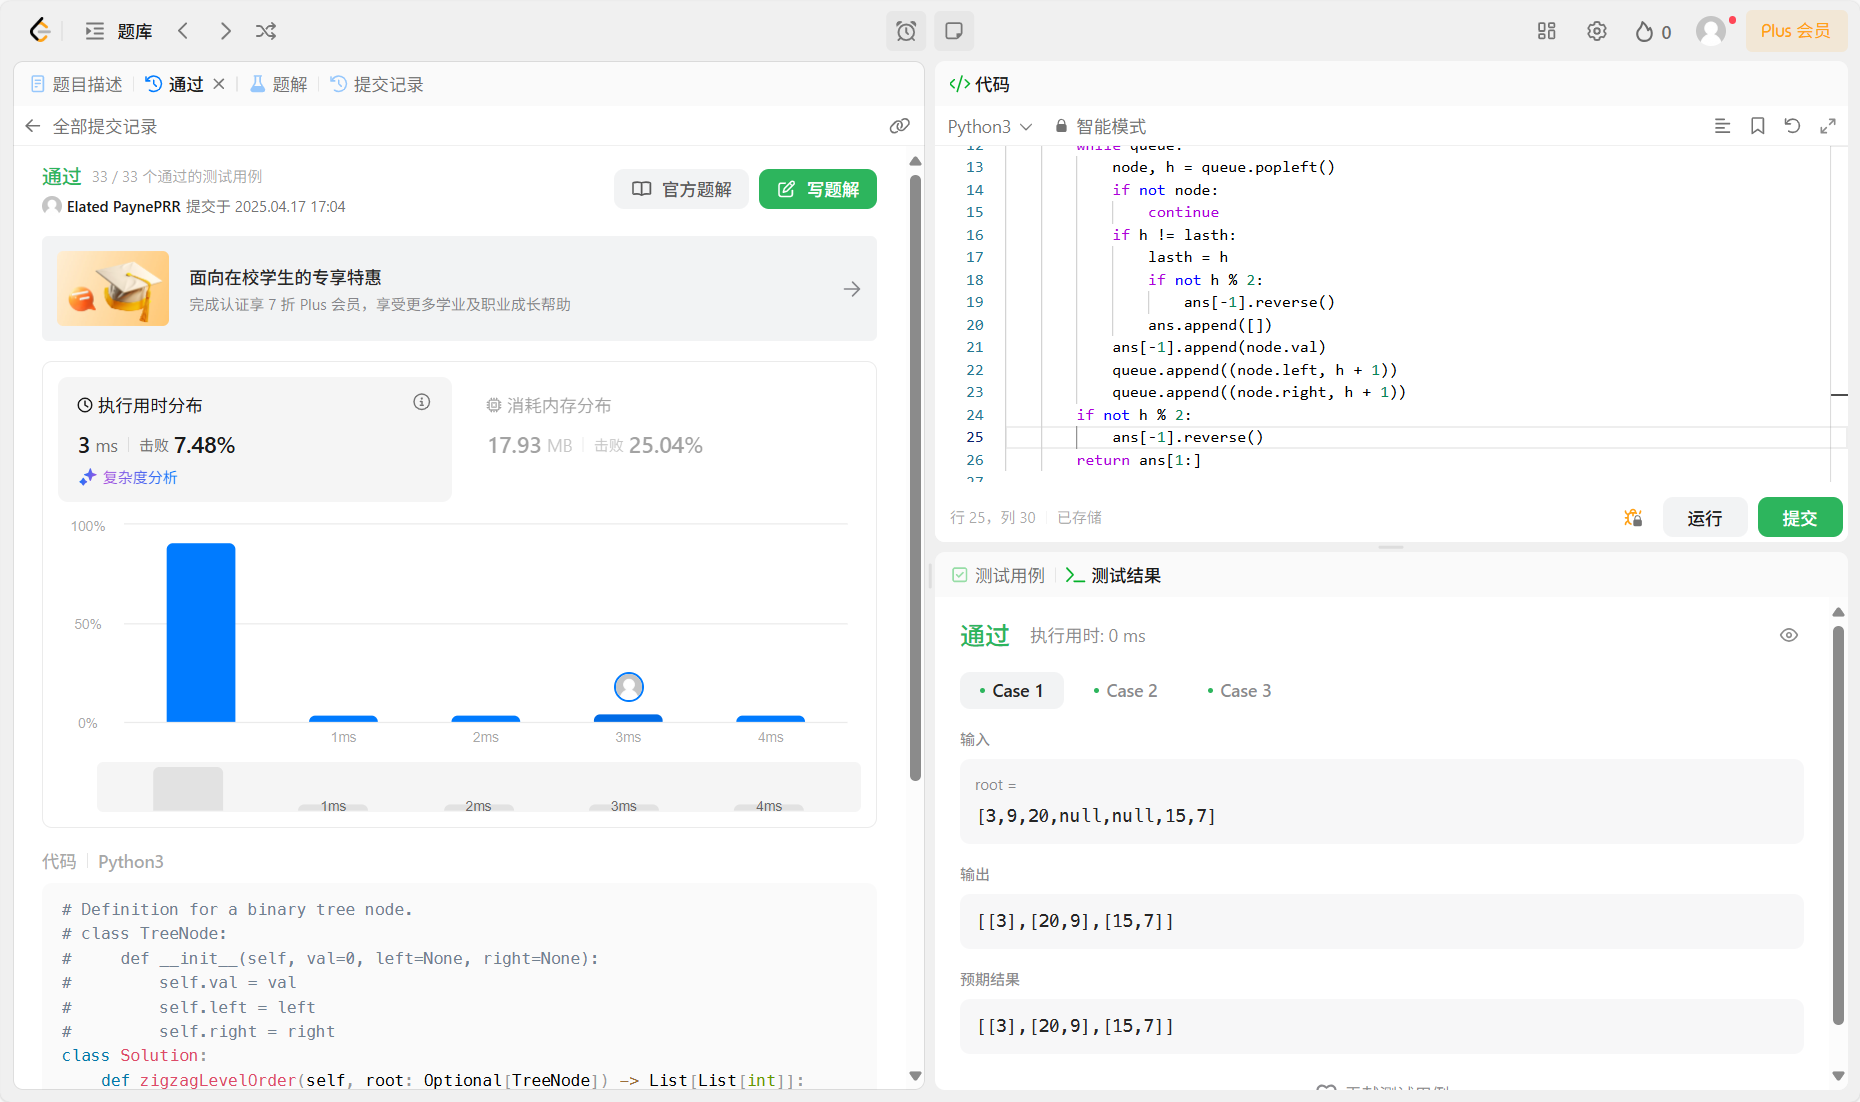 题库
0
Plus 会员
题目描述
通过
题解
提交记录
全部提交记录
通过 33 / 33 个通过的测试用例
Elated PaynePRR 提交于 2025.04.17 17:04
官方题解
写题解
面向在校学生的专享特惠
完成认证享 7 折 Plus 会员，享受更多学业及职业成长帮助
执行用时分布
3 ms 击败 7.48%
复杂度分析
消耗内存分布
17.93 MB 击败 25.04%
100%
50%
0%
1ms 2ms 3ms 4ms
1ms 2ms 3ms 4ms
代码 Python3
# Definition for a binary tree node.
# class TreeNode:
#     def __init__(self, val=0, left=None, right=None):
#         self.val = val
#         self.left = left
#         self.right = right
class Solution:
    def zigzagLevelOrder(self, root: Optional[TreeNode]) -> List[List[int]]:
</> 代码
Python3 智能模式
12 while queue:
13 node, h = queue.popleft()
14 if not node:
15 continue
16 if h != lasth:
17 lasth = h
18 if not h % 2:
19 ans[-1].reverse()
20 ans.append([])
21 ans[-1].append(node.val)
22 queue.append((node.left, h + 1))
23 queue.append((node.right, h + 1))
24 if not h % 2:
25 ans[-1].reverse()
26 return ans[1:]
27
行 25，列 30 已存储
运行
提交
测试用例
测试结果
通过 执行用时: 0 ms
Case 1
Case 2
Case 3
输入
root =
[3,9,20,null,null,15,7]
输出
[[3],[20,9],[15,7]]
预期结果
[[3],[20,9],[15,7]]